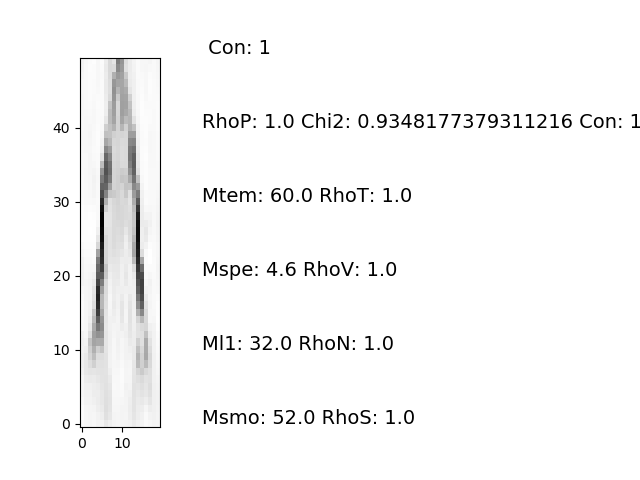 Con: 1
RhoP: 1.0 Chi2: 0.9348177379311216 Con: 1
Mtem: 60.0 RhoT: 1.0
Mspe: 4.6 RhoV: 1.0
Ml1: 32.0 RhoN: 1.0
Msmo: 52.0 RhoS: 1.0
40
30
20
10
0
0 10